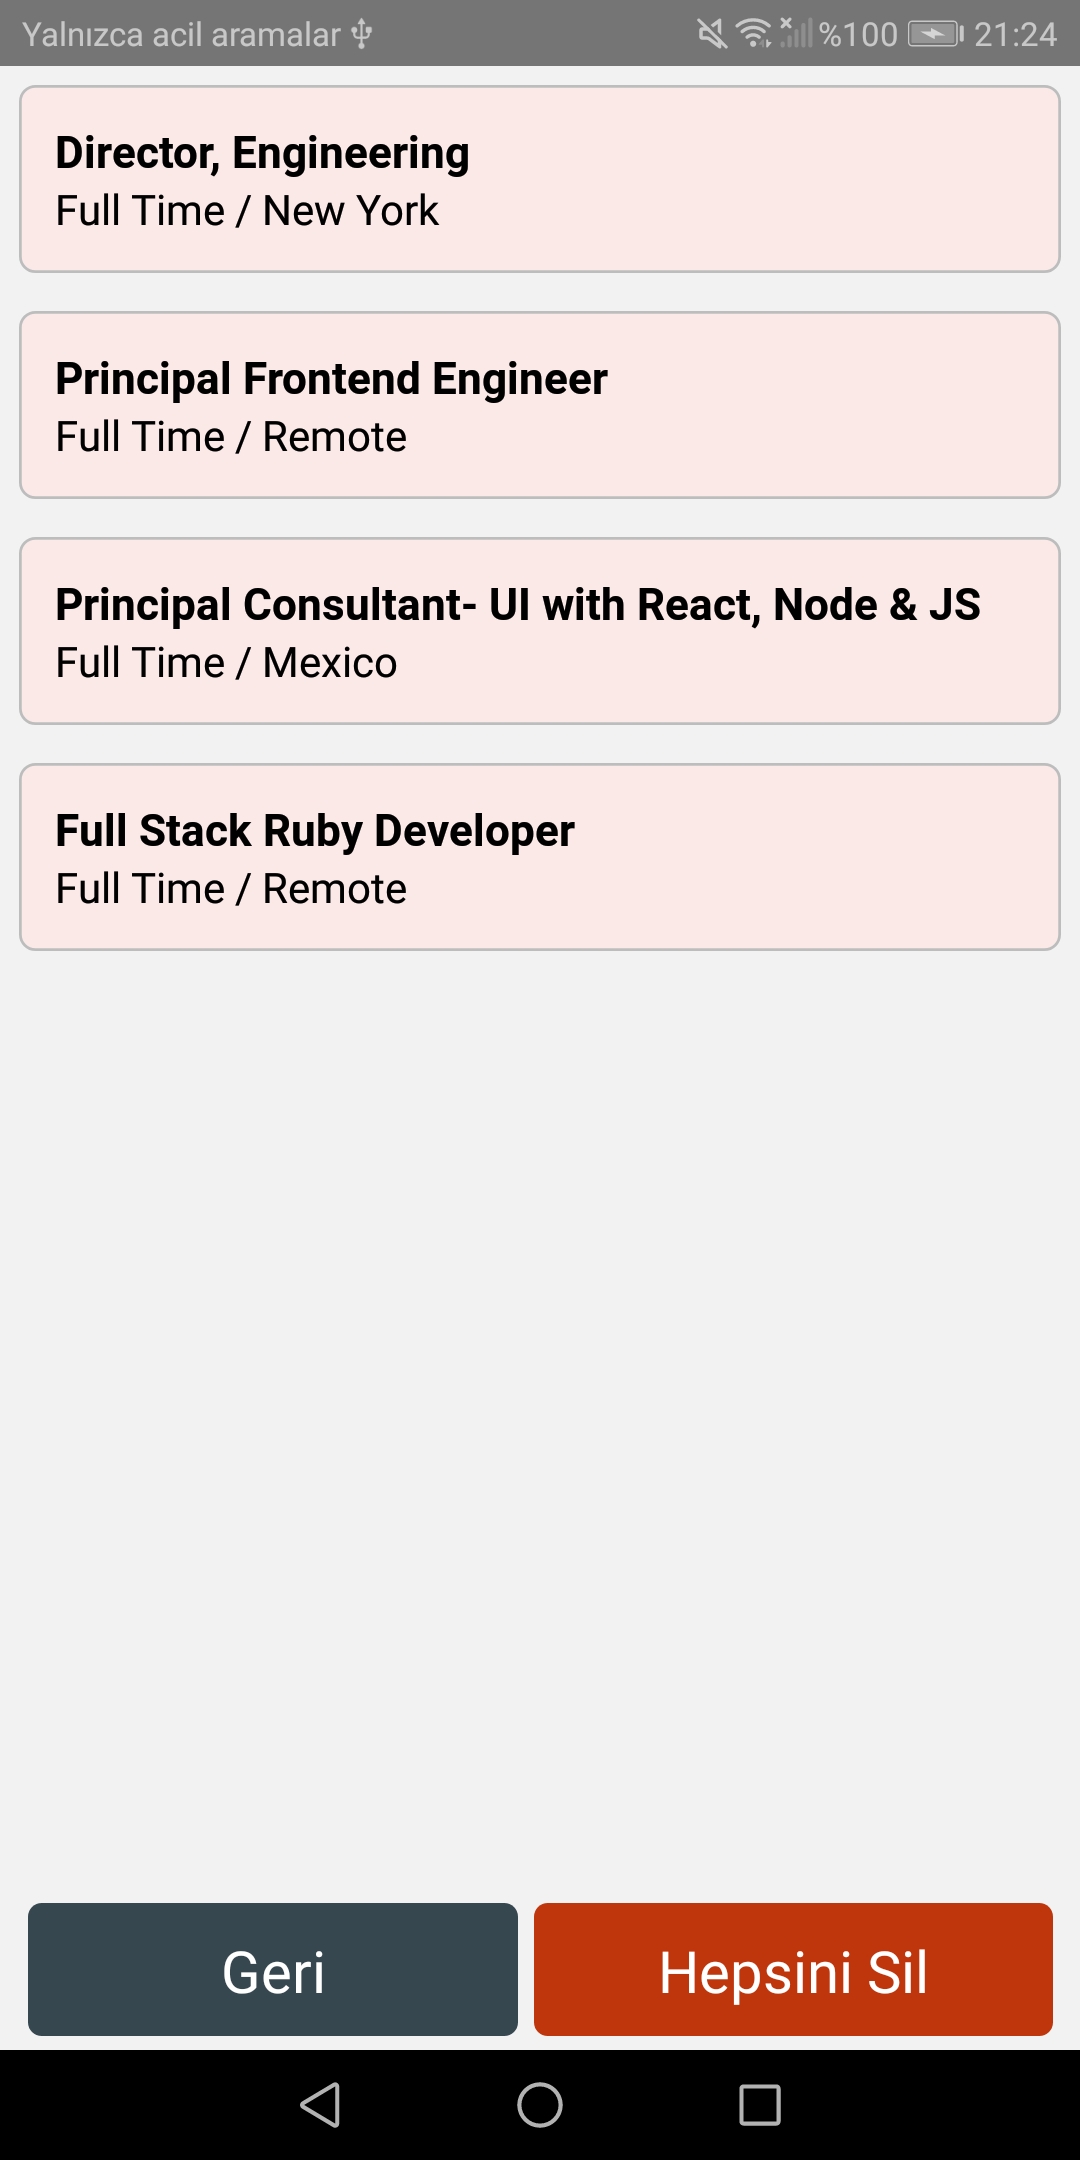 Yalnızca acil aramalar %100 21:24
Director, Engineering
Full Time / New York
Principal Frontend Engineer
Full Time / Remote
Principal Consultant- UI with React, Node & JS
Full Time / Mexico
Full Stack Ruby Developer
Full Time / Remote
Geri Hepsini Sil